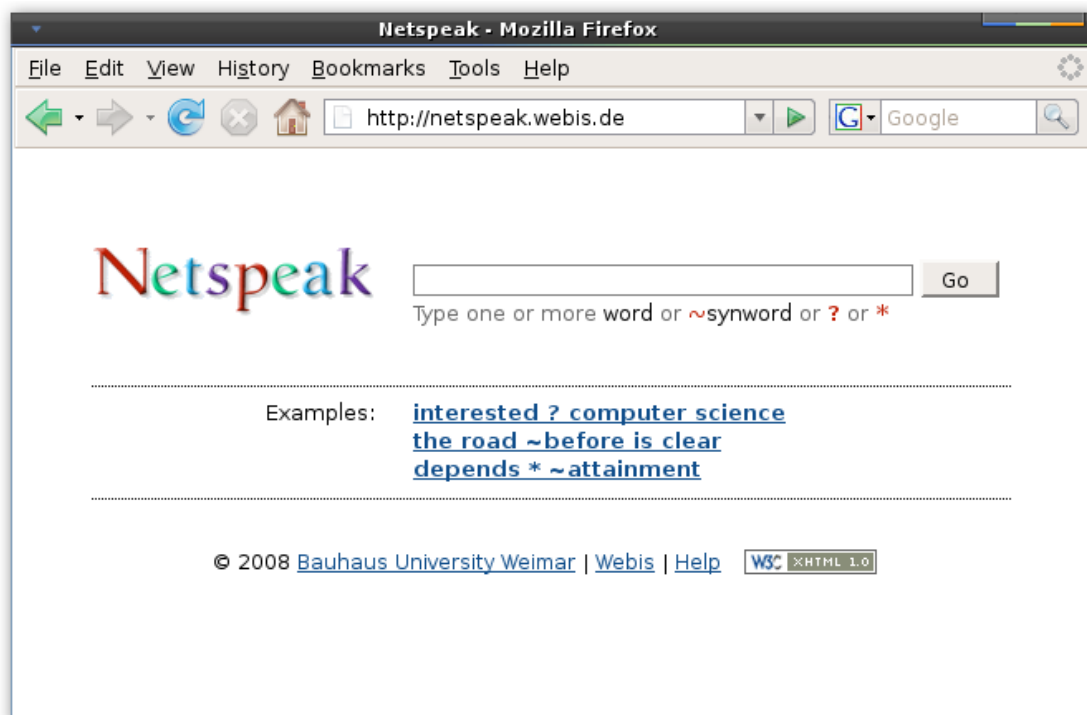 Netspeak - Mozilla Firefox
File Edit View History Bookmarks Tools Help
http://netspeak.webis.de G Google
Netspeak
Go
Type one or more word or ~synword or ? or *
Examples: interested ? computer science
the road ~before is clear
depends * ~attainment
© 2008 Bauhaus University Weimar | Webis | Help W3C XHTML 1.0